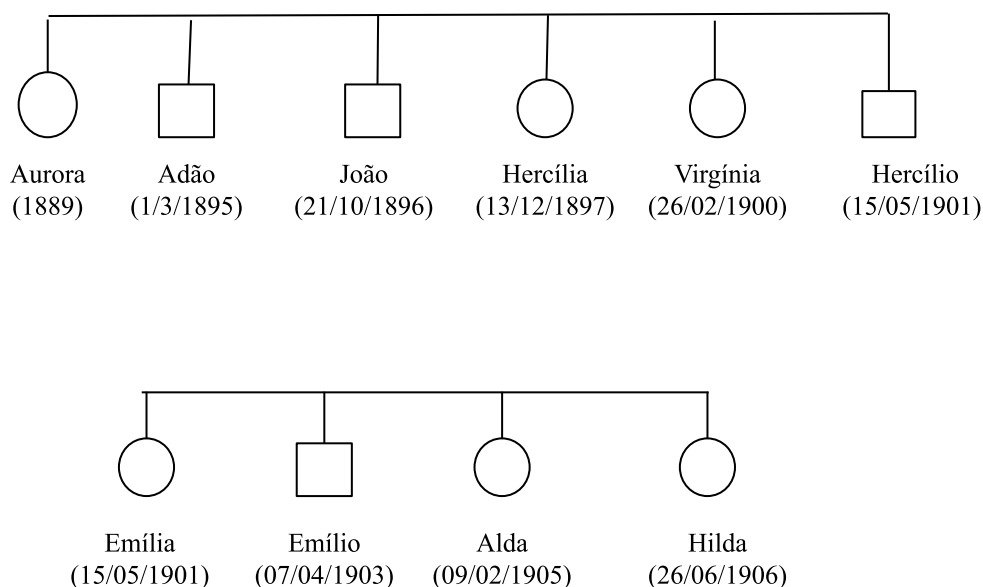 Aurora
(1889)
Adão
(1/3/1895)
João
(21/10/1896)
Hercília
(13/12/1897)
Virgínia
(26/02/1900)
Hercílio
(15/05/1901)
Emília
(15/05/1901)
Emílio
(07/04/1903)
Alda
(09/02/1905)
Hilda
(26/06/1906)